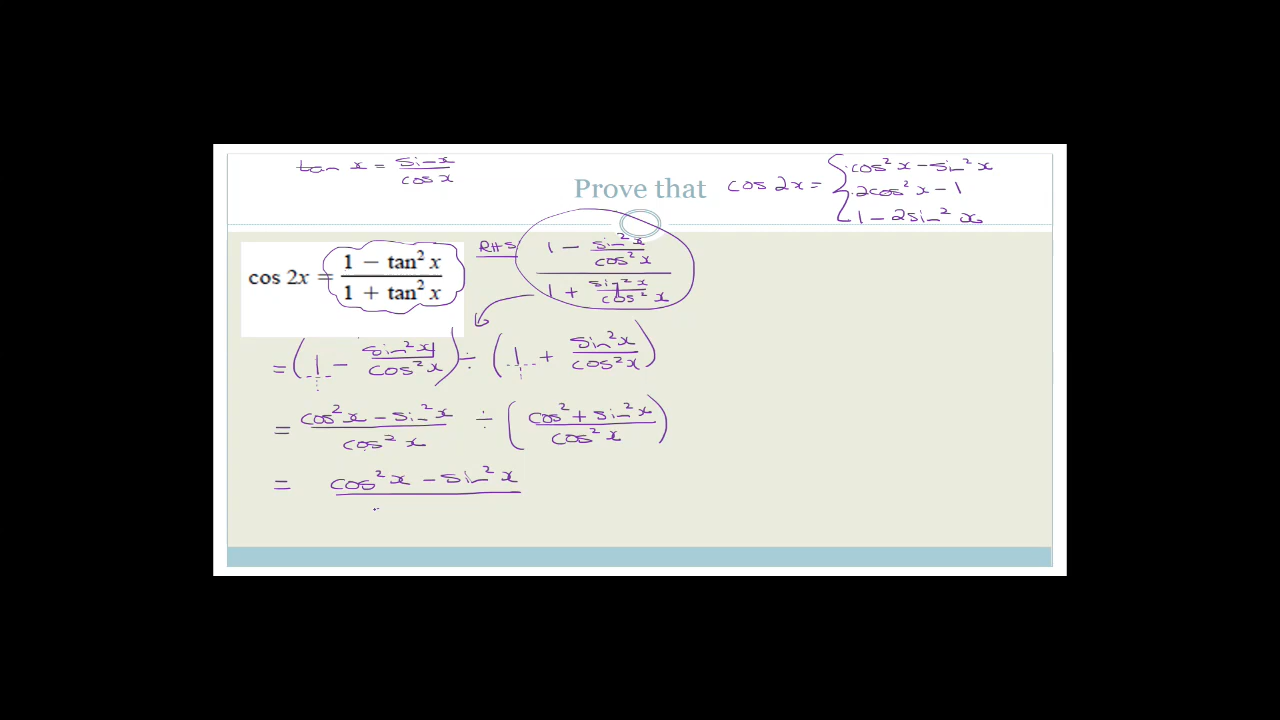 tan x = sin x / cos x
Prove that
cos 2x = { cos² x − sin² x
2cos² x − 1
1 − 2sin² x
cos 2x = (1 − tan² x) / (1 + tan² x)
RHS (1 − sin² x / cos² x) / (1 + sin² x / cos² x)
= (1 − sin² x / cos² x) ÷ (1 + sin² x / cos² x)
= (cos² x − sin² x) / cos² x ÷ ((cos² + sin² x) / cos² x)
= cos² x − sin² x